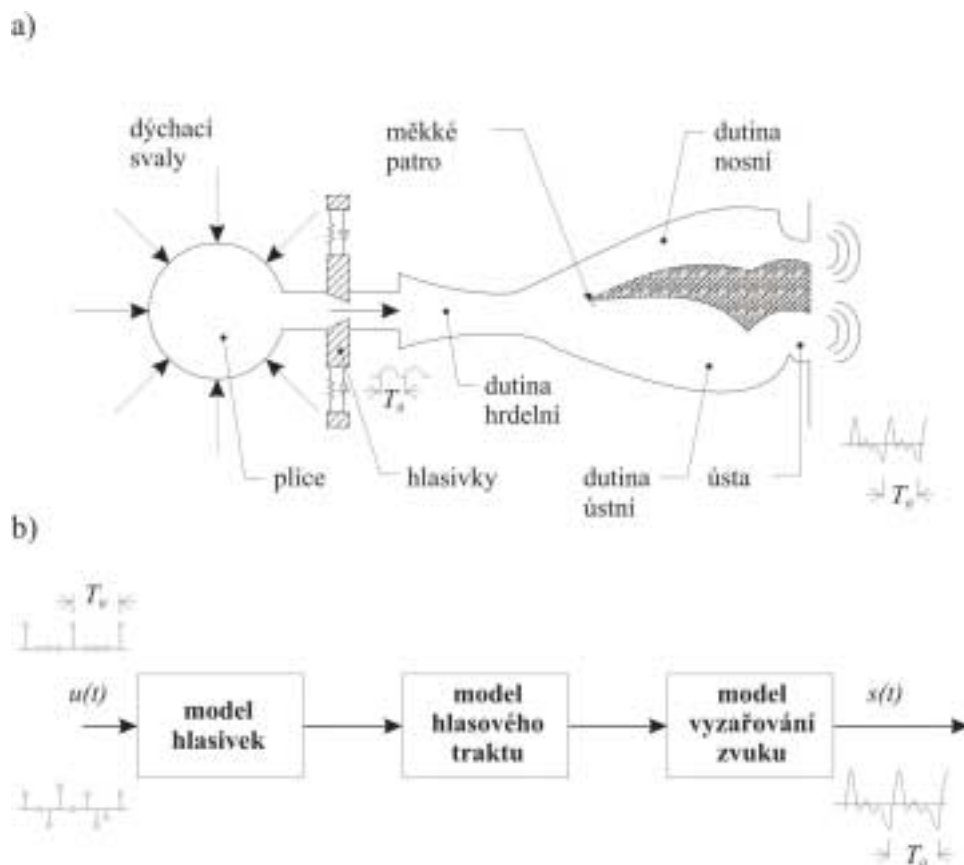 a)
dýchací
svaly
měkké
patro
dutina
nosní
T₀
dutina
hrdelní
plice
hlasivky
dutina
ústní
ústa
T₀
b)
T₀
u(t)
model
hlasivek
model
hlasového
traktu
model
vyzařování
zvuku
s(t)
T₀